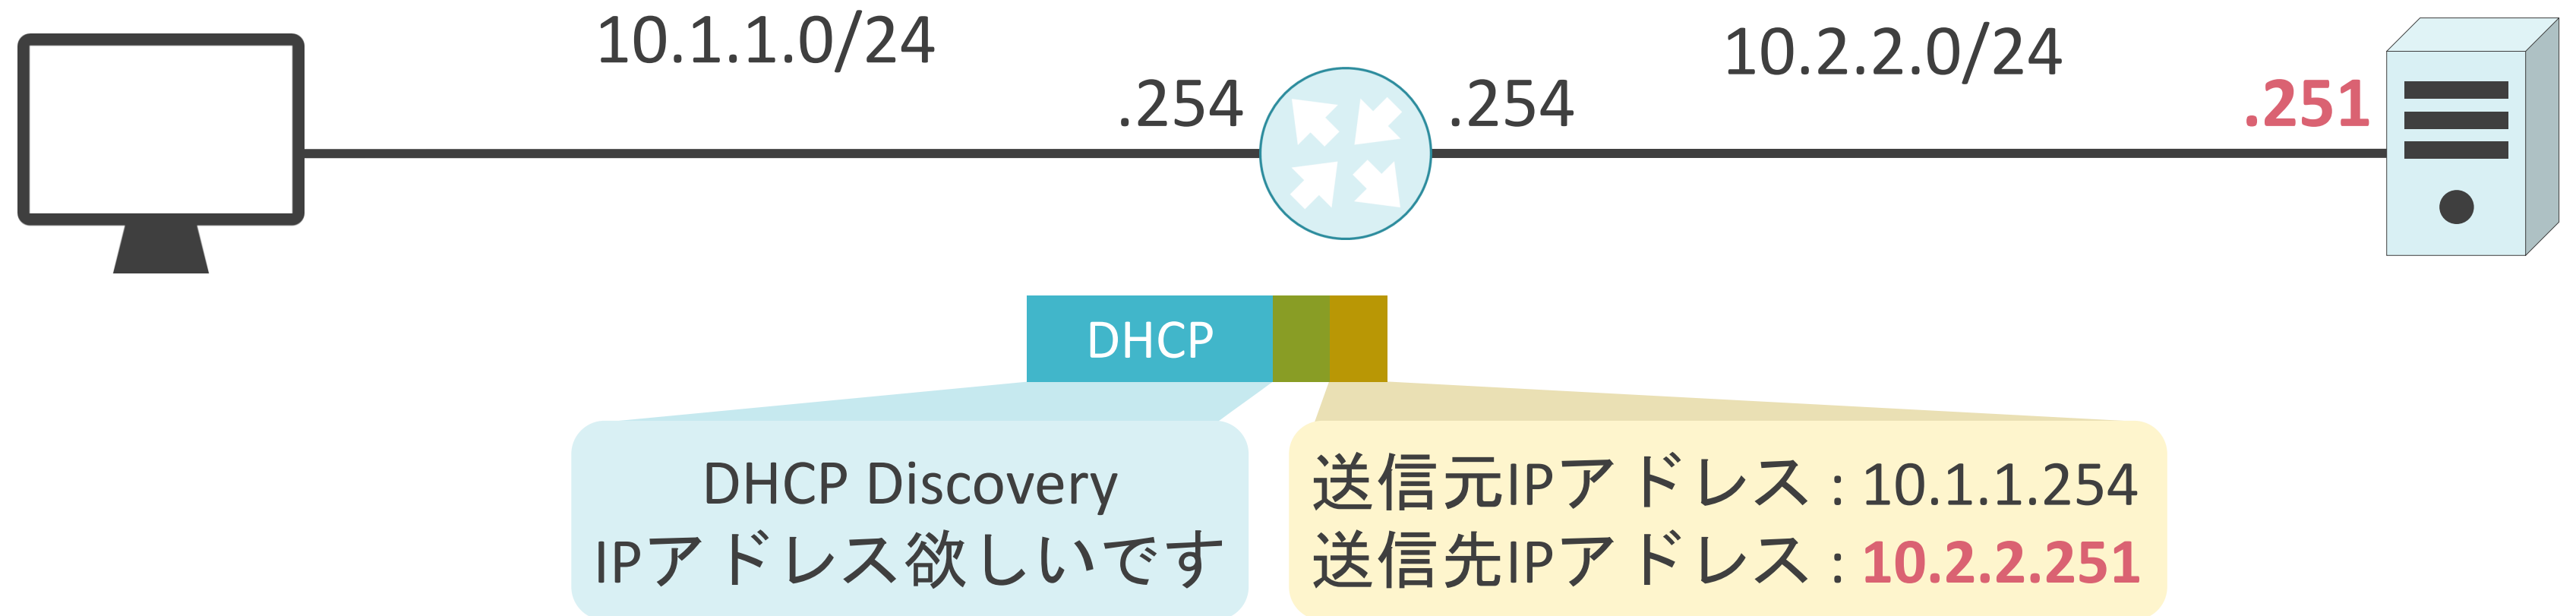 10.1.1.0/24
10.2.2.0/24
.254
.254
.251
DHCP
DHCP Discovery
IPアドレス欲しいです
送信元IPアドレス : 10.1.1.254
送信先IPアドレス : 10.2.2.251